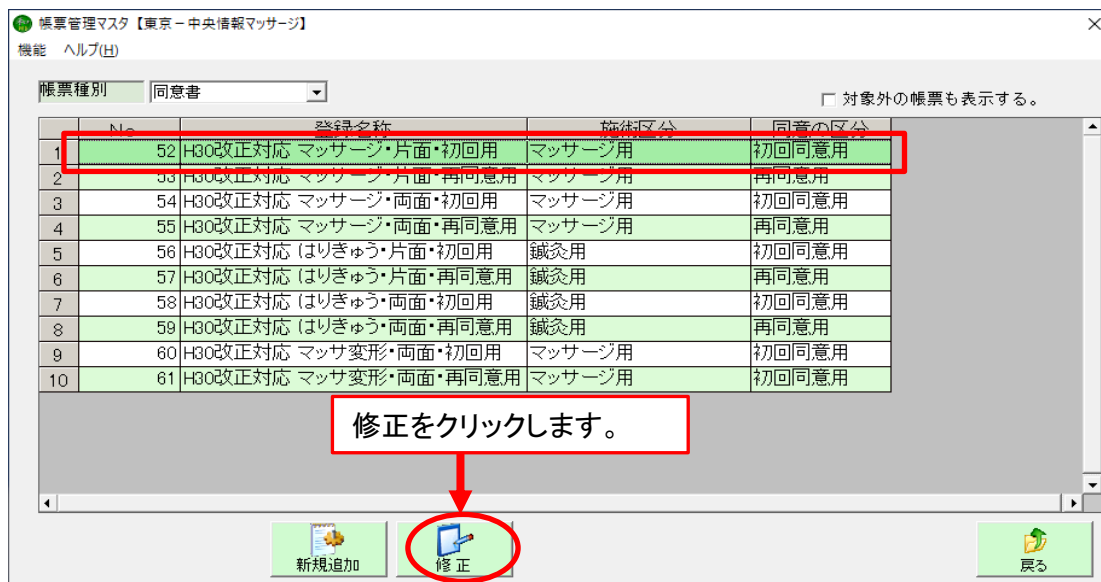 帳票管理マスタ【東京－中央情報マッサージ】
機能 ヘルプ(H)
帳票種別 同意書
対象外の帳票も表示する。
No 登録名称 施術区分 同意の区分
1 52 H30改正対応 マッサージ・片面・初回用 マッサージ用 初回同意用
2 53 H30改正対応 マッサージ・片面・再同意用 マッサージ用 再同意用
3 54 H30改正対応 マッサージ・両面・初回用 マッサージ用 初回同意用
4 55 H30改正対応 マッサージ・両面・再同意用 マッサージ用 再同意用
5 56 H30改正対応 はりきゅう・片面・初回用 鍼灸用 初回同意用
6 57 H30改正対応 はりきゅう・片面・再同意用 鍼灸用 再同意用
7 58 H30改正対応 はりきゅう・両面・初回用 鍼灸用 初回同意用
8 59 H30改正対応 はりきゅう・両面・再同意用 鍼灸用 再同意用
9 60 H30改正対応 マッサ変形・両面・初回用 マッサージ用 初回同意用
10 61 H30改正対応 マッサ変形・両面・再同意用 マッサージ用 初回同意用
修正をクリックします。
新規追加 修正 戻る